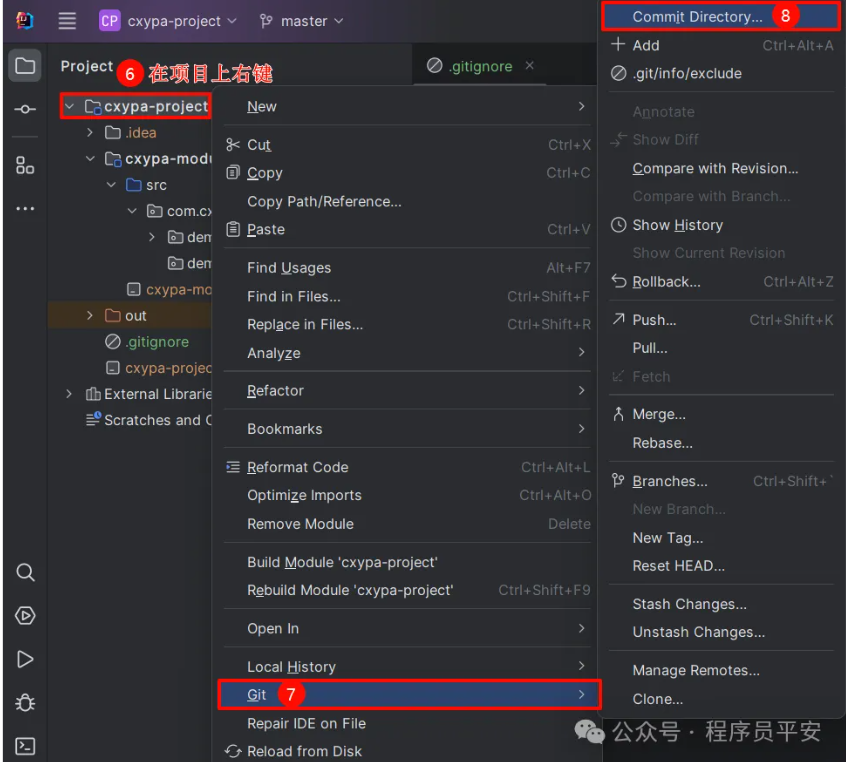 CP cxypa-project master
Project
6 在项目上右键
.gitignore
cxypa-project
.idea
cxypa-modu
src
com.cx
den
den
cxypa-mo
out
.gitignore
cxypa-projec
External Librarie
Scratches and C
New
Cut Ctrl+X
Copy Ctrl+C
Copy Path/Reference...
Paste Ctrl+V
Find Usages Alt+F7
Find in Files... Ctrl+Shift+F
Replace in Files... Ctrl+Shift+R
Analyze
Refactor
Bookmarks
Reformat Code Ctrl+Alt+L
Optimize Imports Ctrl+Alt+O
Remove Module Delete
Build Module 'cxypa-project'
Rebuild Module 'cxypa-project' Ctrl+Shift+F9
Open In
Local History
Git 7
Repair IDE on File
Reload from Disk
Commit Directory... 8
Add Ctrl+Alt+A
.git/info/exclude
Annotate
Show Diff
Compare with Revision...
Compare with Branch...
Show History
Show Current Revision
Rollback... Ctrl+Alt+Z
Push... Ctrl+Shift+K
Pull...
Fetch
Merge...
Rebase...
Branches... Ctrl+Shift+`
New Branch...
New Tag...
Reset HEAD...
Stash Changes...
Unstash Changes...
Manage Remotes...
Clone...
公众号 · 程序员平安